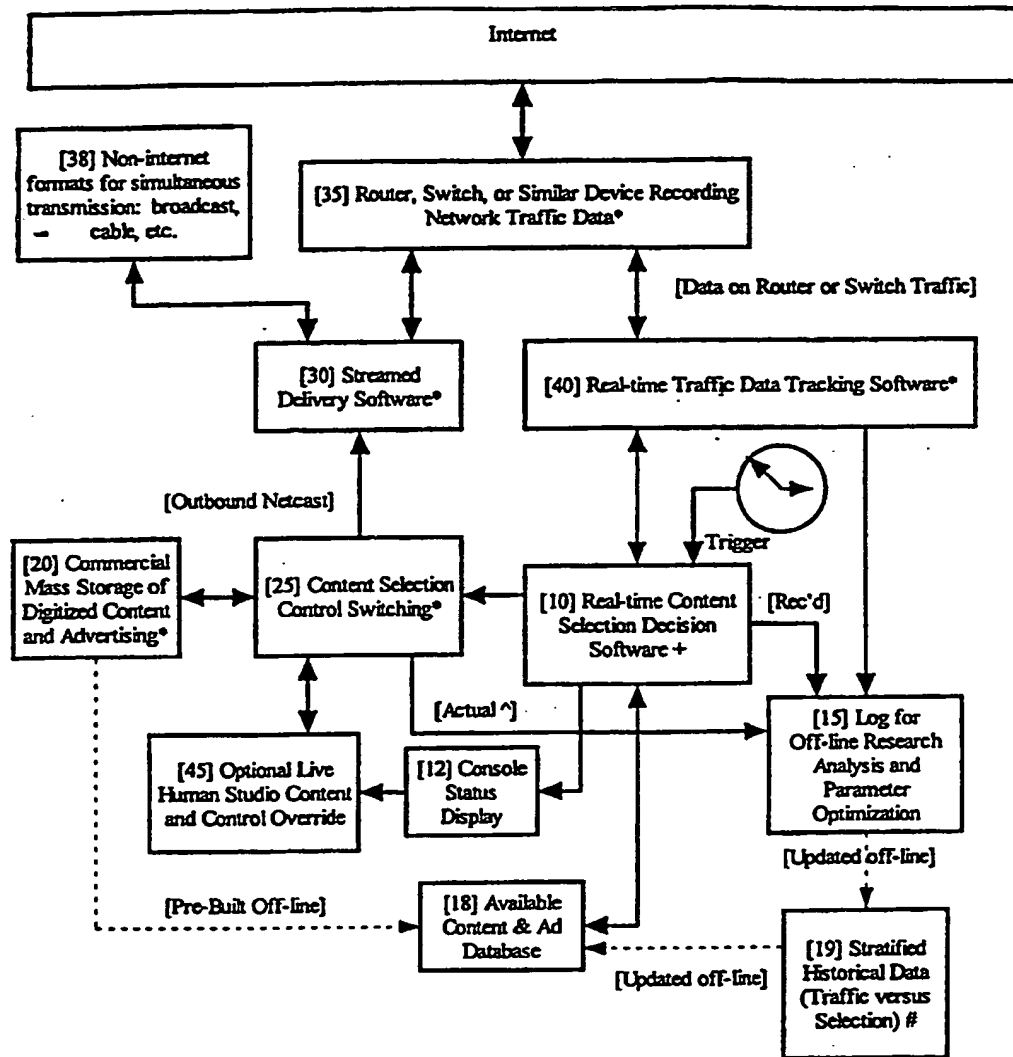 Internet
[38] Non-internet
formats for simultaneous
transmission: broadcast,
cable, etc.
[35] Router, Switch, or Similar Device Recording
Network Traffic Data*
[Data on Router or Switch Traffic]
[30] Streamed
Delivery Software*
[40] Real-time Traffic Data Tracking Software*
[Outbound Netcast]
Trigger
[20] Commercial
Mass Storage of
Digitized Content
and Advertising*
[25] Content Selection
Control Switching*
[10] Real-time Content
Selection Decision
Software +
[Rec'd]
[Actual ^]
[15] Log for
Off-line Research
Analysis and
Parameter
Optimization
[45] Optional Live
Human Studio Content
and Control Override
[12] Console
Status
Display
[Updated off-line]
[Pre-Built Off-line]
[18] Available
Content & Ad
Database
[Updated off-line]
[19] Stratified
Historical Data
(Traffic versus
Selection) #